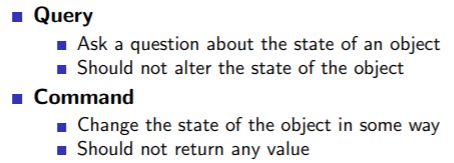 Query
Ask a question about the state of an object
Should not alter the state of the object
Command
Change the state of the object in some way
Should not return any value